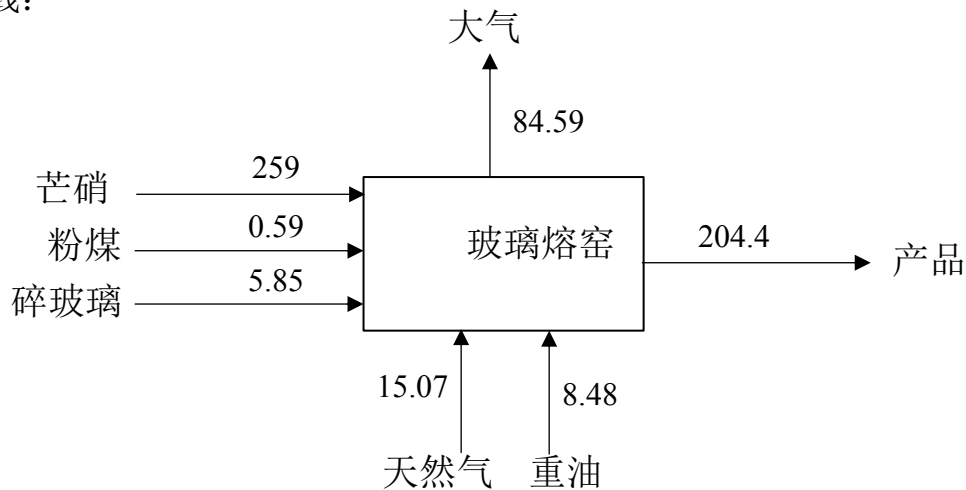 线：
大气
84.59
芒硝
259
粉煤
0.59
碎玻璃
5.85
玻璃熔窑
204.4
产品
15.07
8.48
天然气
重油